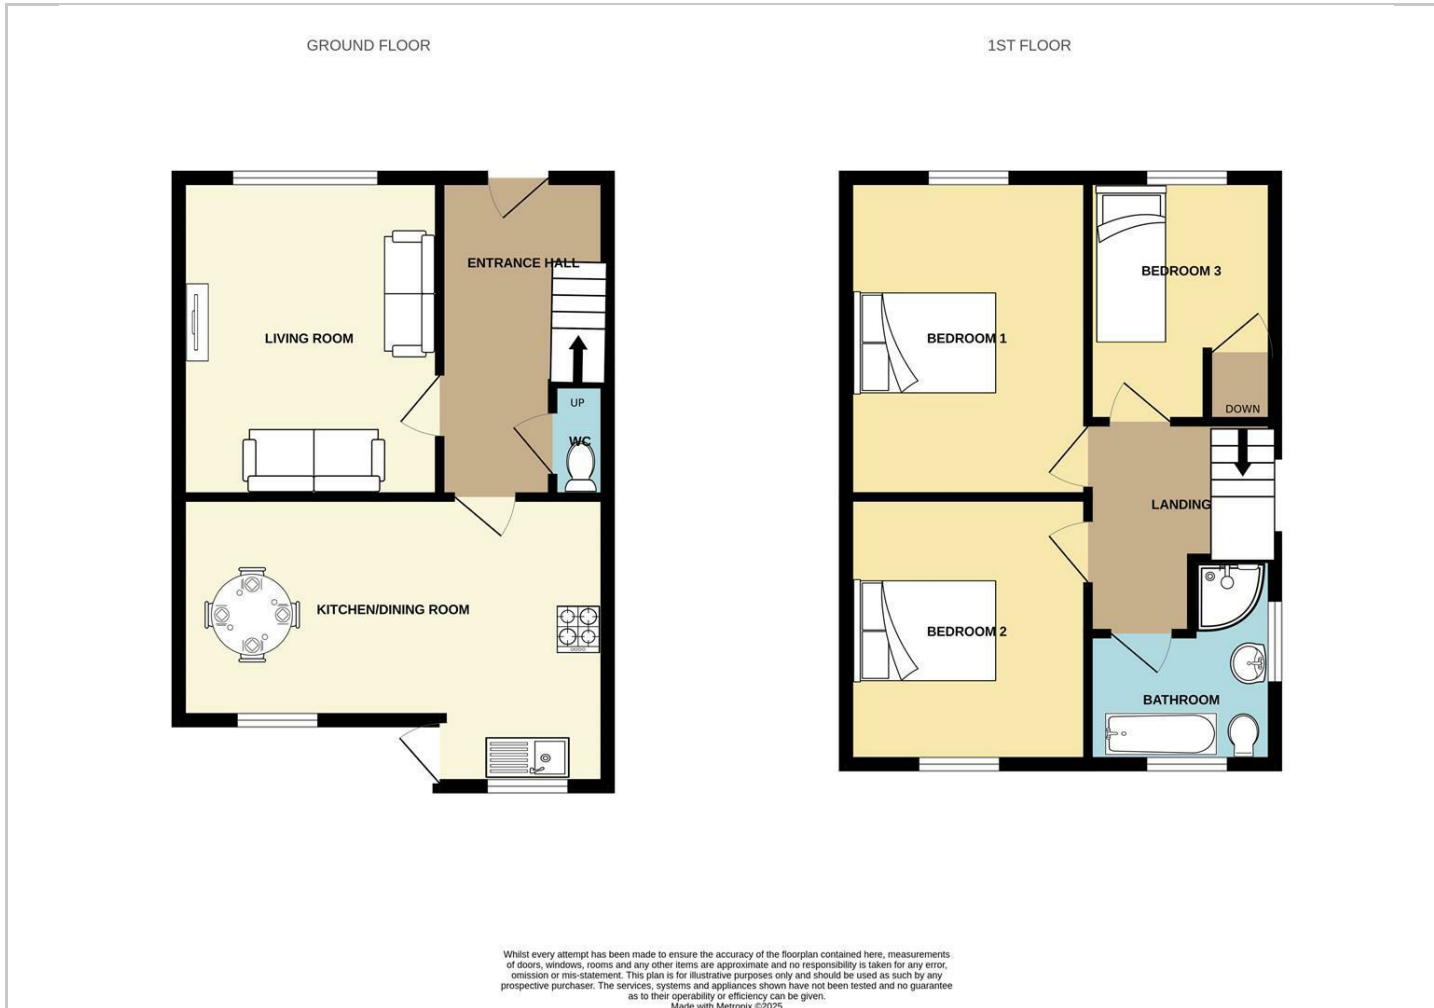 GROUND FLOOR
1ST FLOOR
ENTRANCE HALL
LIVING ROOM
UP
WC
KITCHEN/DINING ROOM
BEDROOM 3
BEDROOM 1
DOWN
LANDING
BEDROOM 2
BATHROOM
Whilst every attempt has been made to ensure the accuracy of the floorplan contained here, measurements
of doors, windows, rooms and any other items are approximate and no responsibility is taken for any error,
omission or mis-statement. This plan is for illustrative purposes only and should be used as such by any
prospective purchaser. The services, systems and appliances shown have not been tested and no guarantee
as to their operability or efficiency can be given.
Made with Metropix ©2025